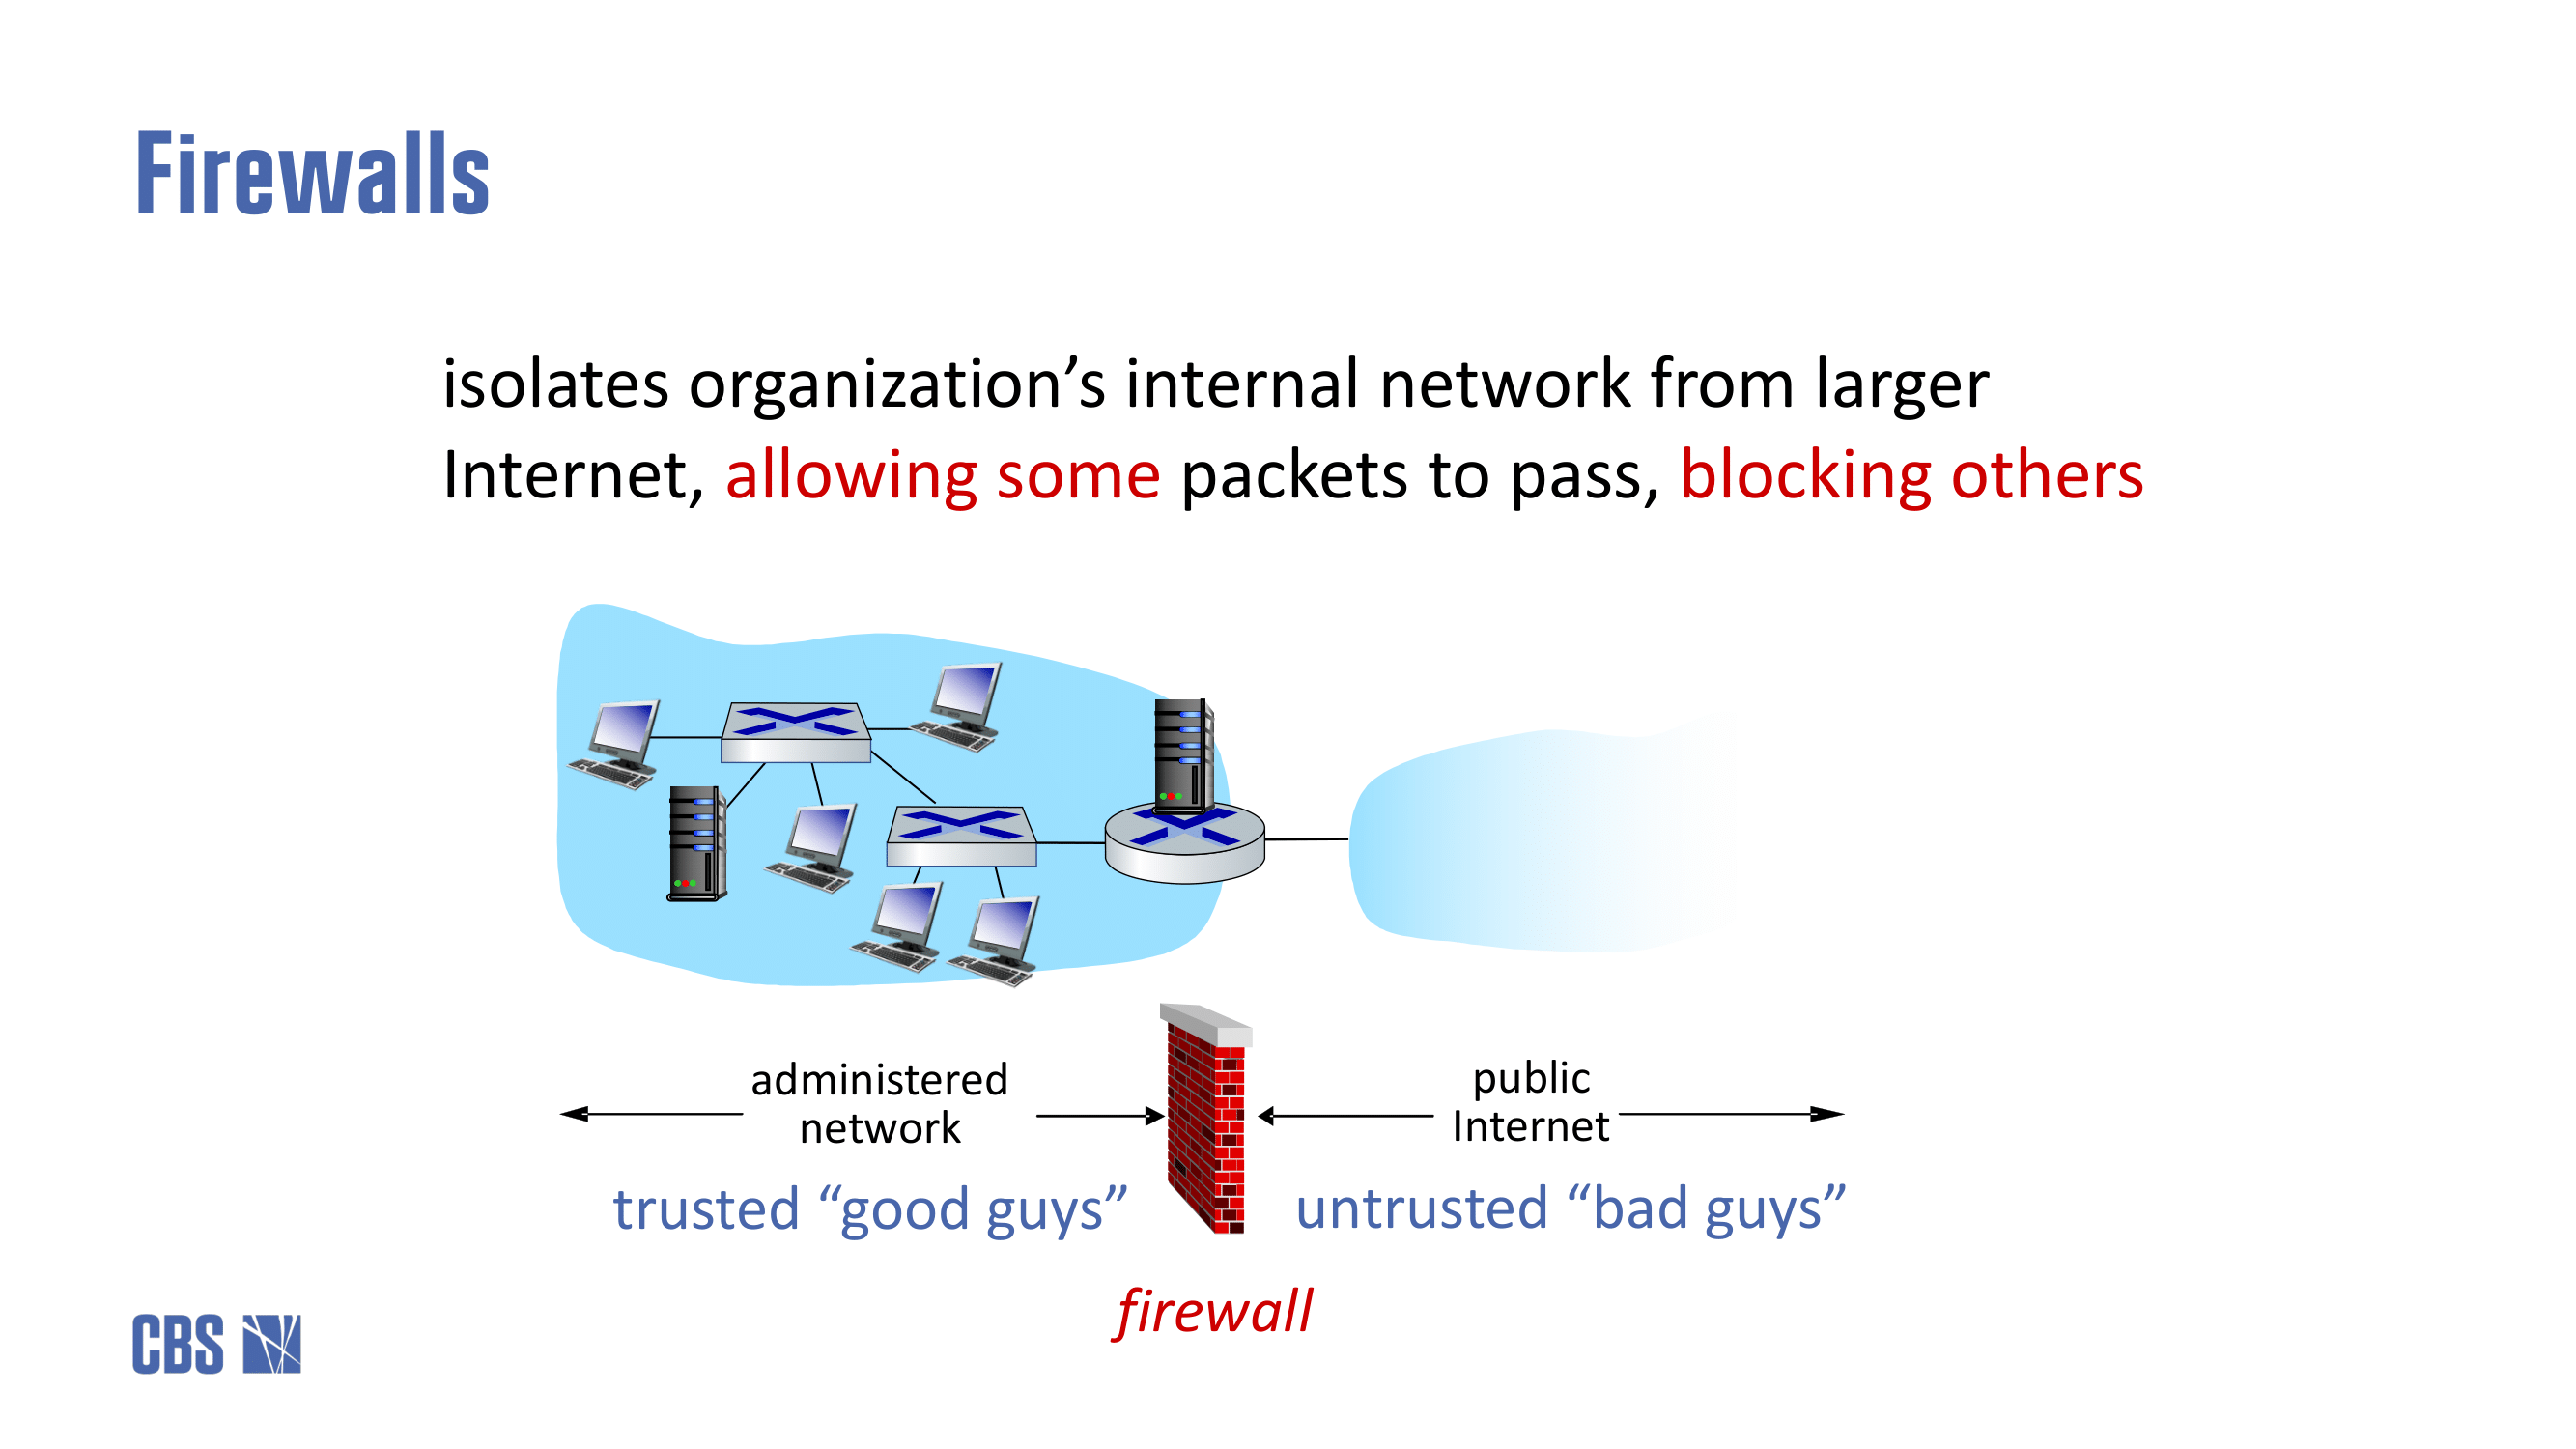 Firewalls
isolates organization’s internal network from larger
Internet, allowing some packets to pass, blocking others
administered
network
public
Internet
trusted “good guys”
untrusted “bad guys”
firewall
CBS